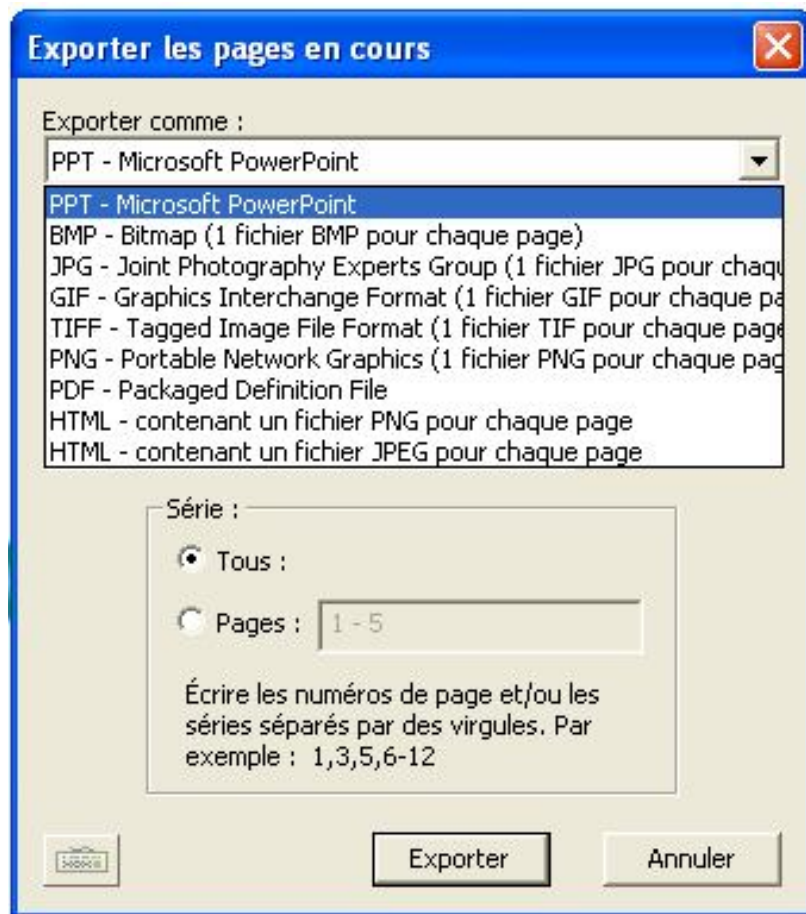 Exporter les pages en cours
Exporter comme :
PPT - Microsoft PowerPoint
PPT - Microsoft PowerPoint
BMP - Bitmap (1 fichier BMP pour chaque page)
JPG - Joint Photography Experts Group (1 fichier JPG pour chaqu
GIF - Graphics Interchange Format (1 fichier GIF pour chaque pa
TIFF - Tagged Image File Format (1 fichier TIF pour chaque page
PNG - Portable Network Graphics (1 fichier PNG pour chaque pag
PDF - Packaged Definition File
HTML - contenant un fichier PNG pour chaque page
HTML - contenant un fichier JPEG pour chaque page
Série :
Tous :
Pages : 1 - 5
Écrire les numéros de page et/ou les
séries séparés par des virgules. Par
exemple : 1,3,5,6-12
Exporter Annuler